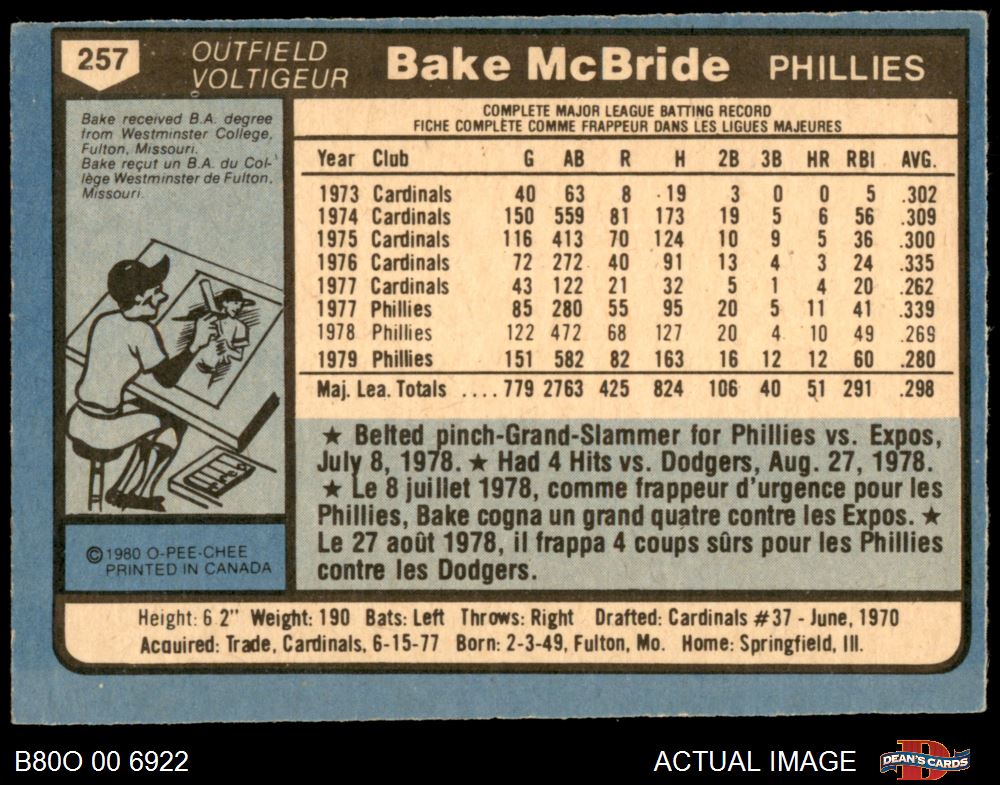 257
OUTFIELD
VOLTIGEUR
Bake McBride
PHILLIES
Bake received B.A. degree
from Westminster College,
Fulton, Missouri.
Bake reçut un B.A. du Col-
lège Westminster de Fulton,
Missouri.
©1980 O-PEE-CHEE
PRINTED IN CANADA
COMPLETE MAJOR LEAGUE BATTING RECORD
FICHE COMPLÈTE COMME FRAPPEUR DANS LES LIGUES MAJEURES
Year Club G AB R H 2B 3B HR RBI AVG.
1973 Cardinals 40 63 8 19 3 0 0 5 .302
1974 Cardinals 150 559 81 173 19 5 6 56 .309
1975 Cardinals 116 413 70 124 10 9 5 36 .300
1976 Cardinals 72 272 40 91 13 4 3 24 .335
1977 Cardinals 43 122 21 32 5 1 4 20 .262
1977 Phillies 85 280 55 95 20 5 11 41 .339
1978 Phillies 122 472 68 127 20 4 10 49 .269
1979 Phillies 151 582 82 163 16 12 12 60 .280
Maj. Lea. Totals ....779 2763 425 824 106 40 51 291 .298
★ Belted pinch-Grand-Slammer for Phillies vs. Expos,
July 8, 1978. ★ Had 4 Hits vs. Dodgers, Aug. 27, 1978.
★ Le 8 juillet 1978, comme frappeur d'urgence pour les
Phillies, Bake cogna un grand quatre contre les Expos. ★
Le 27 août 1978, il frappa 4 coups sûrs pour les Phillies
contre les Dodgers.
Height: 6 2" Weight: 190 Bats: Left Throws: Right Drafted: Cardinals #37 - June, 1970
Acquired: Trade, Cardinals, 6-15-77 Born: 2-3-49, Fulton, Mo. Home: Springfield, Ill.
B80O 00 6922
ACTUAL IMAGE
D
DEAN'S CARDS